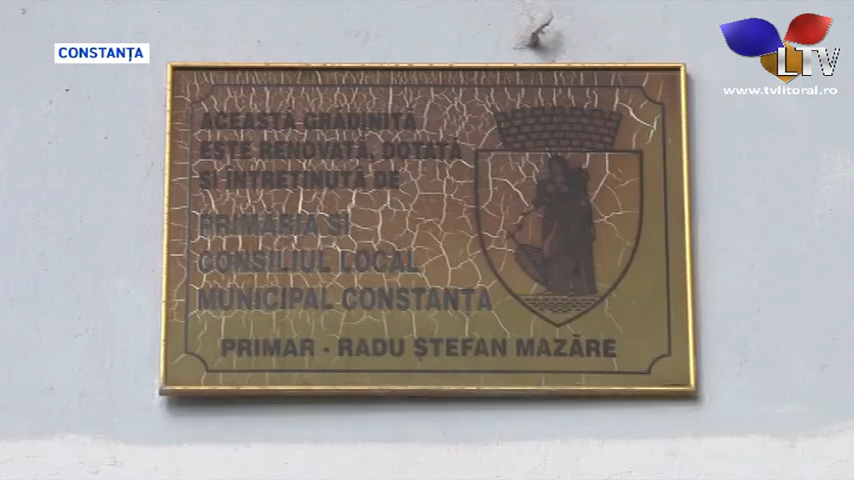 CONSTANȚA
LTV
www.tvlitoral.ro
ACEASTĂ GRĂDINIȚĂ
ESTE RENOVATĂ, DOTATĂ
ȘI ÎNTREȚINUTĂ DE
PRIMĂRIA ȘI
CONSILIUL LOCAL
MUNICIPAL CONSTANȚA
PRIMAR - RADU ȘTEFAN MAZĂRE